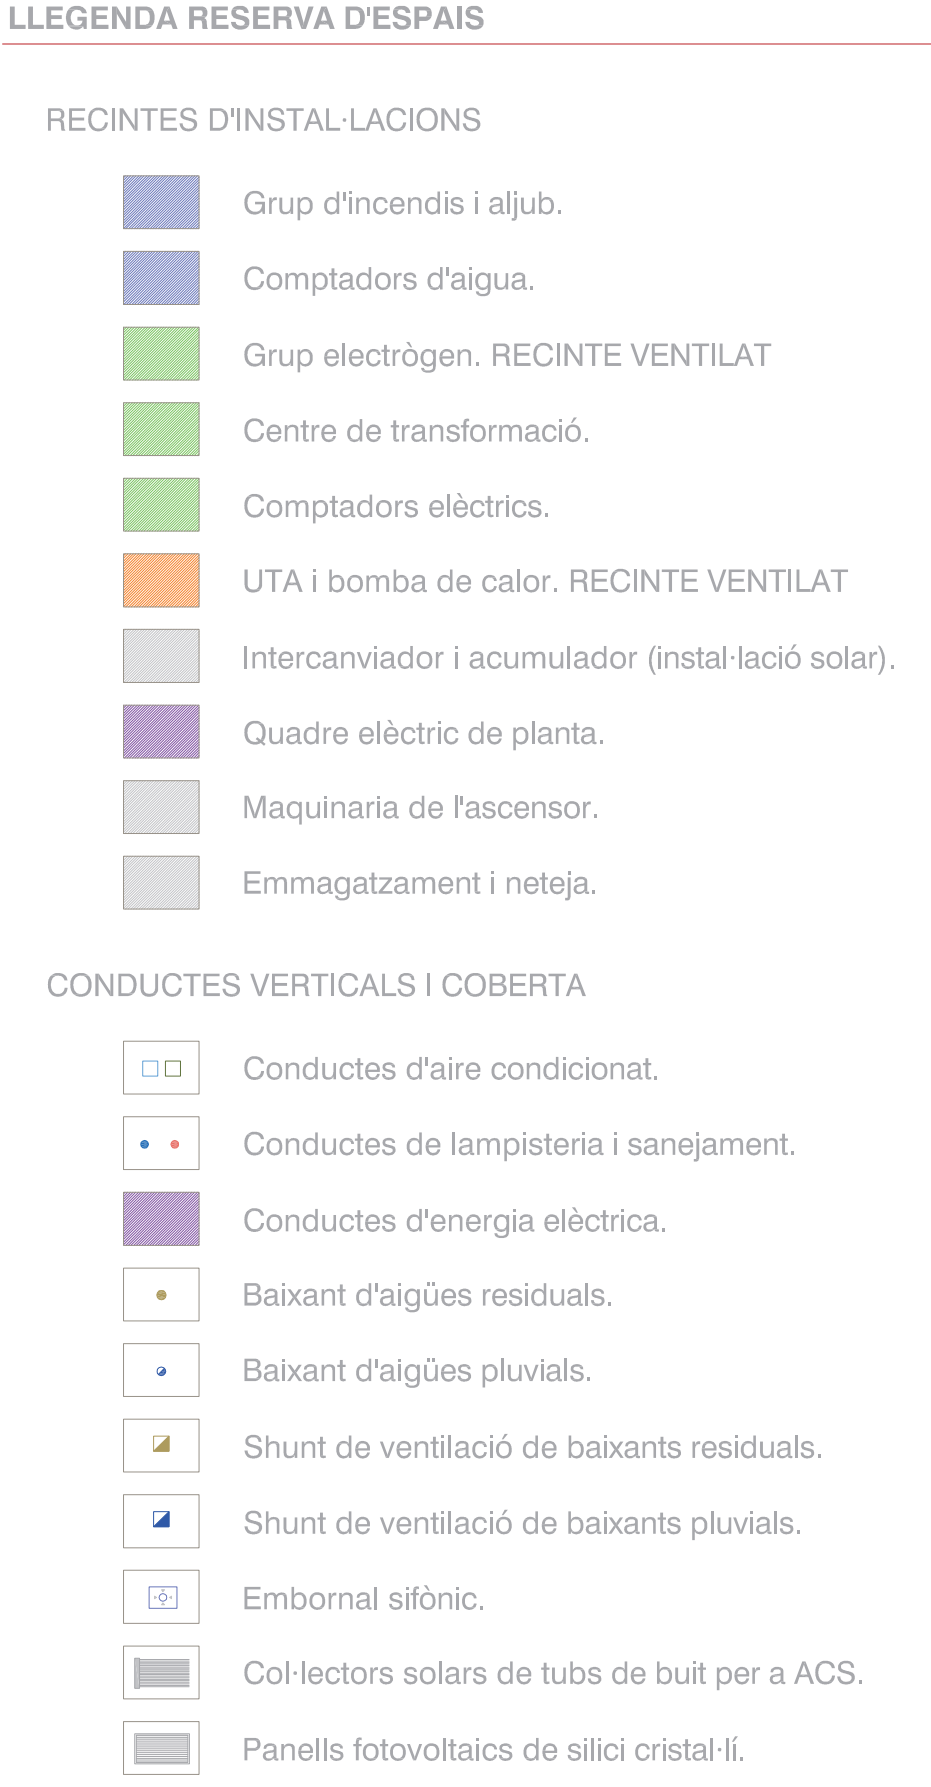 LLEGENDA RESERVA D'ESPAIS
RECINTES D'INSTAL·LACIONS
Grup d'incendis i aljub.
Comptadors d'aigua.
Grup electrògen. RECINTE VENTILAT
Centre de transformació.
Comptadors elèctrics.
UTA i bomba de calor. RECINTE VENTILAT
Intercanviador i acumulador (instal·lació solar).
Quadre elèctric de planta.
Maquinaria de l'ascensor.
Emmagatzament i neteja.
CONDUCTES VERTICALS I COBERTA
Conductes d'aire condicionat.
Conductes de lampisteria i sanejament.
Conductes d'energia elèctrica.
Baixant d'aigües residuals.
Baixant d'aigües pluvials.
Shunt de ventilació de baixants residuals.
Shunt de ventilació de baixants pluvials.
Embornal sifònic.
Col·lectors solars de tubs de buit per a ACS.
Panells fotovoltaics de silici cristal·lí.